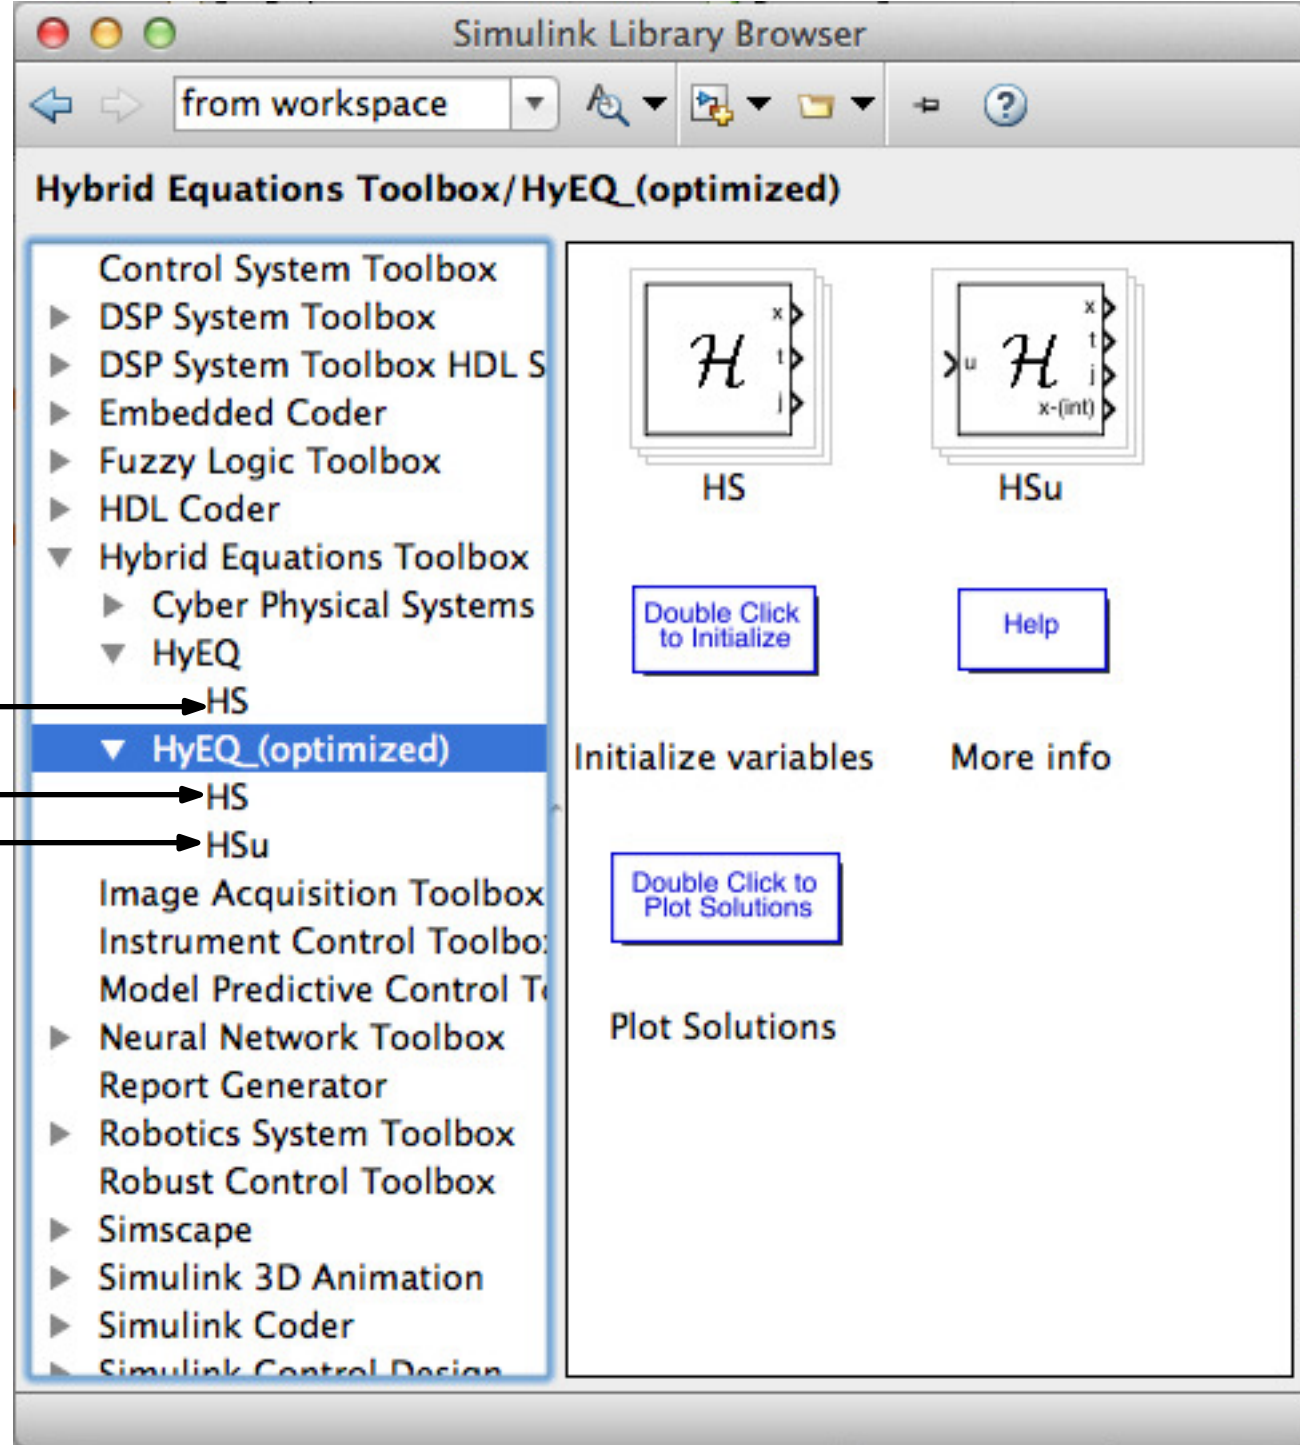 Simulink Library Browser
from workspace
Hybrid Equations Toolbox/HyEQ_(optimized)
Control System Toolbox
DSP System Toolbox
DSP System Toolbox HDL S
Embedded Coder
Fuzzy Logic Toolbox
HDL Coder
Hybrid Equations Toolbox
Cyber Physical Systems
HyEQ
HS
HyEQ_(optimized)
HS
HSu
Image Acquisition Toolbox
Instrument Control Toolbo
Model Predictive Control T
Neural Network Toolbox
Report Generator
Robotics System Toolbox
Robust Control Toolbox
Simscape
Simulink 3D Animation
Simulink Coder
Simulink Control Design
H
x
t
j
HS
u
H
x
t
j
x-(int)
HSu
Double Click
to Initialize
Initialize variables
Help
More info
Double Click to
Plot Solutions
Plot Solutions